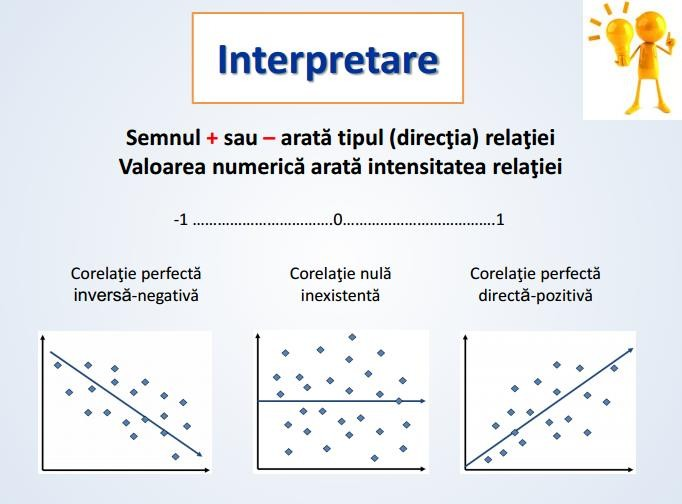 Interpretare
Semnul + sau – arată tipul (direcţia) relaţiei
Valoarea numerică arată intensitatea relaţiei
-1 …………………………….0……………………………….1
Corelaţie perfectă
inversă-negativă
Corelaţie nulă
inexistentă
Corelaţie perfectă
directă-pozitivă